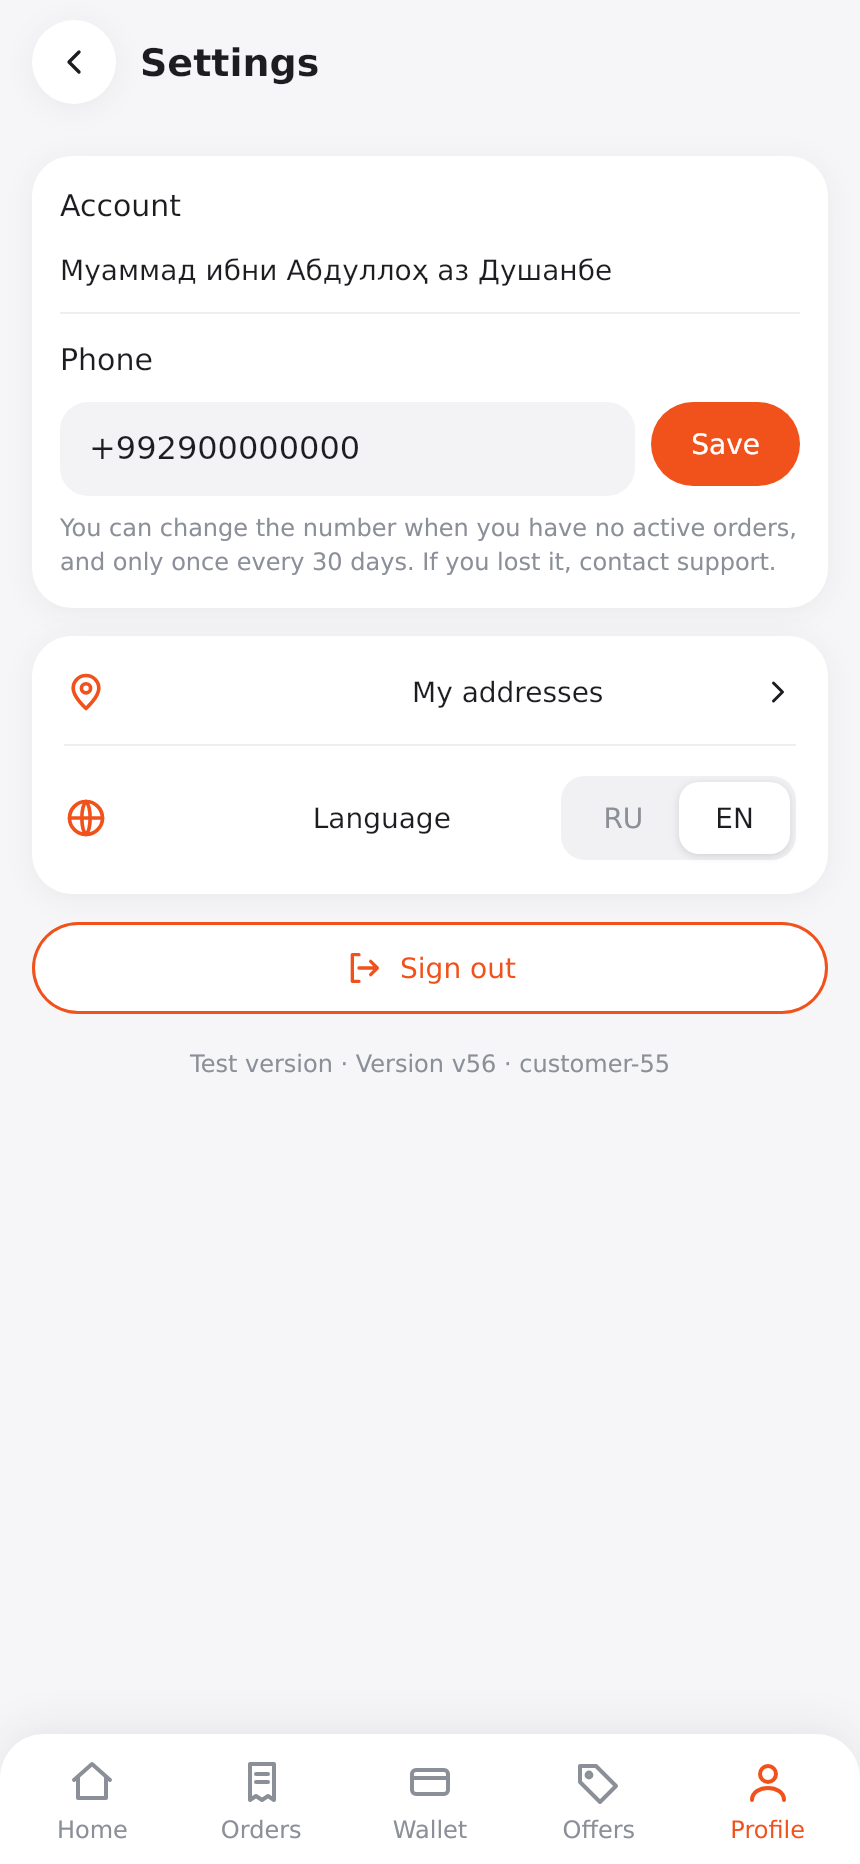 Settings
Account
Муаммад ибни Абдуллоҳ аз Душанбе
Phone
+992900000000
Save
You can change the number when you have no active orders,
and only once every 30 days. If you lost it, contact support.
My addresses
Language
RU
EN
Sign out
Test version · Version v56 · customer-55
Home
Orders
Wallet
Offers
Profile